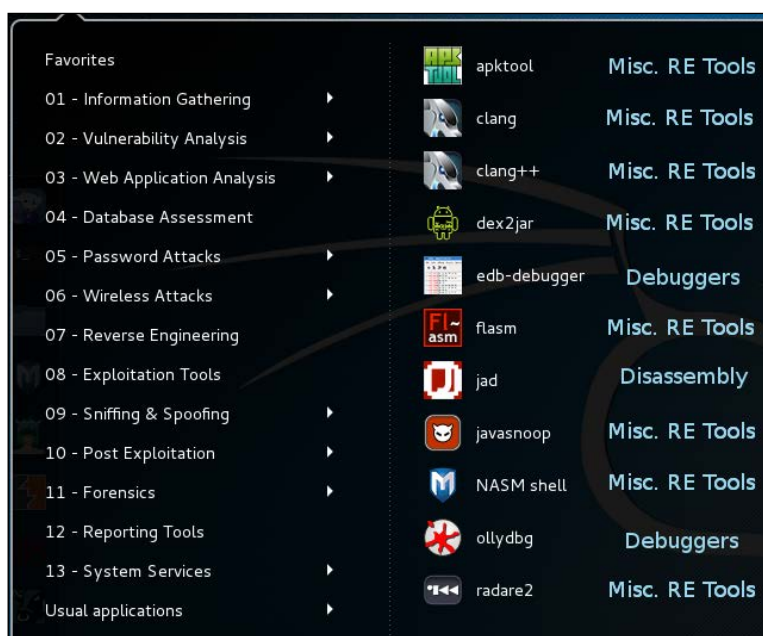 Favorites
01 - Information Gathering
02 - Vulnerability Analysis
03 - Web Application Analysis
04 - Database Assessment
05 - Password Attacks
06 - Wireless Attacks
07 - Reverse Engineering
08 - Exploitation Tools
09 - Sniffing & Spoofing
10 - Post Exploitation
11 - Forensics
12 - Reporting Tools
13 - System Services
Usual applications
APK TOOL apktool Misc. RE Tools
clang Misc. RE Tools
clang++ Misc. RE Tools
dex2jar Misc. RE Tools
edb-debugger Debuggers
Fl~ asm flasm Misc. RE Tools
jad Disassembly
javasnoop Misc. RE Tools
NASM shell Misc. RE Tools
ollydbg Debuggers
radare2 Misc. RE Tools